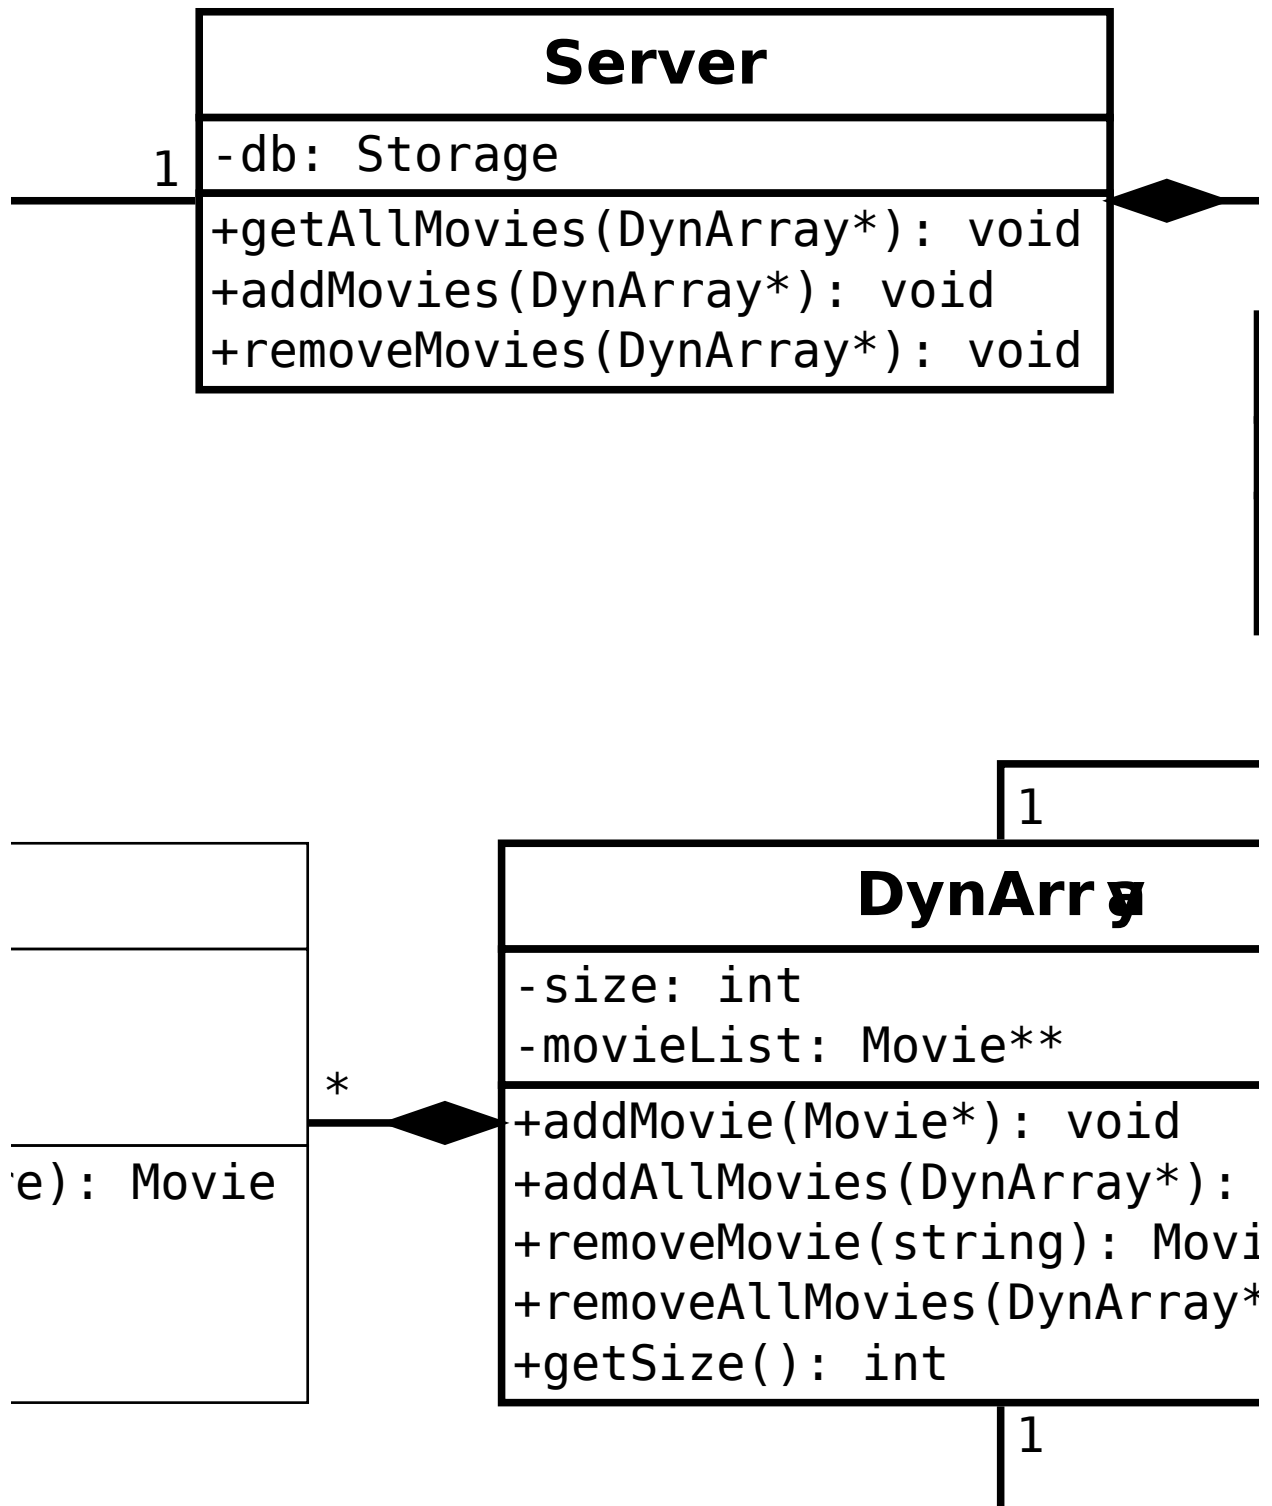 Server
1
-db: Storage
+getAllMovies(DynArray*): void
+addMovies(DynArray*): void
+removeMovies(DynArray*): void
1
DynArray
-size: int
-movieList: Movie**
*
+addMovie(Movie*): void
e): Movie
+addAllMovies(DynArray*):
+removeMovie(string): Movi
+removeAllMovies(DynArray*
+getSize(): int
1